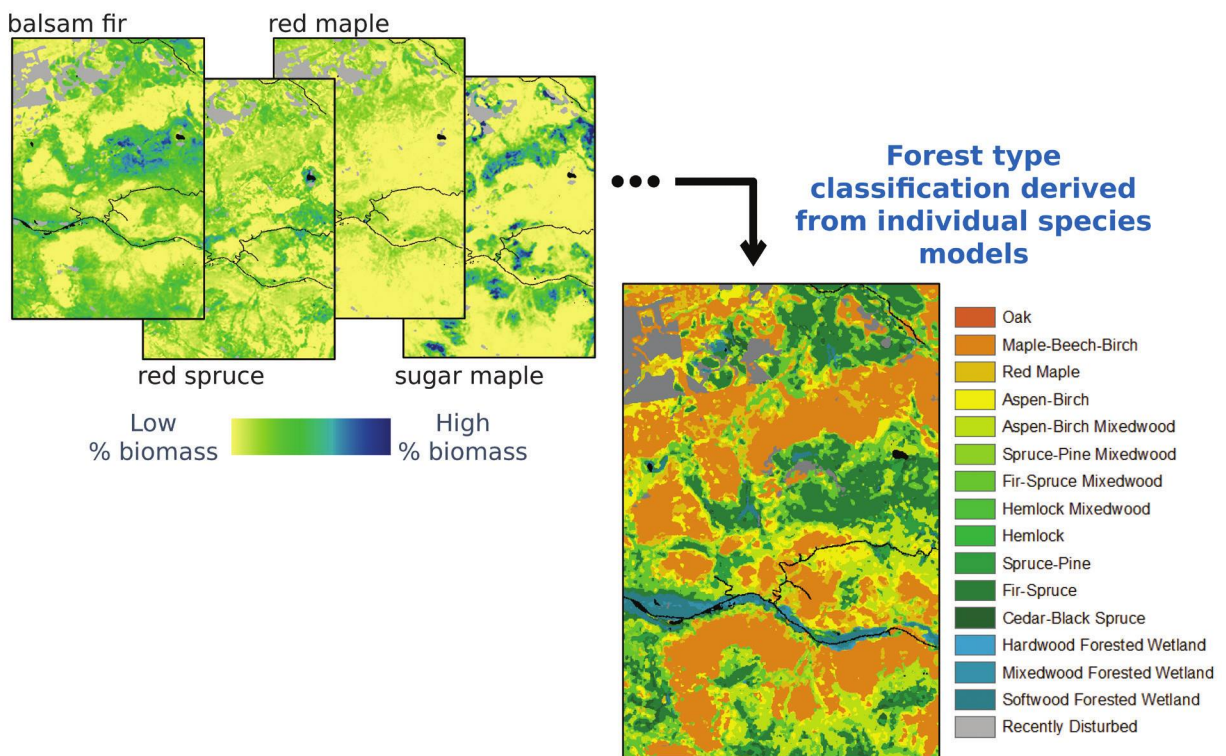 balsam fir
red maple
red spruce
sugar maple
Low
% biomass
High
% biomass
Forest type
classification derived
from individual species
models
Oak
Maple-Beech-Birch
Red Maple
Aspen-Birch
Aspen-Birch Mixedwood
Spruce-Pine Mixedwood
Fir-Spruce Mixedwood
Hemlock Mixedwood
Hemlock
Spruce-Pine
Fir-Spruce
Cedar-Black Spruce
Hardwood Forested Wetland
Mixedwood Forested Wetland
Softwood Forested Wetland
Recently Disturbed